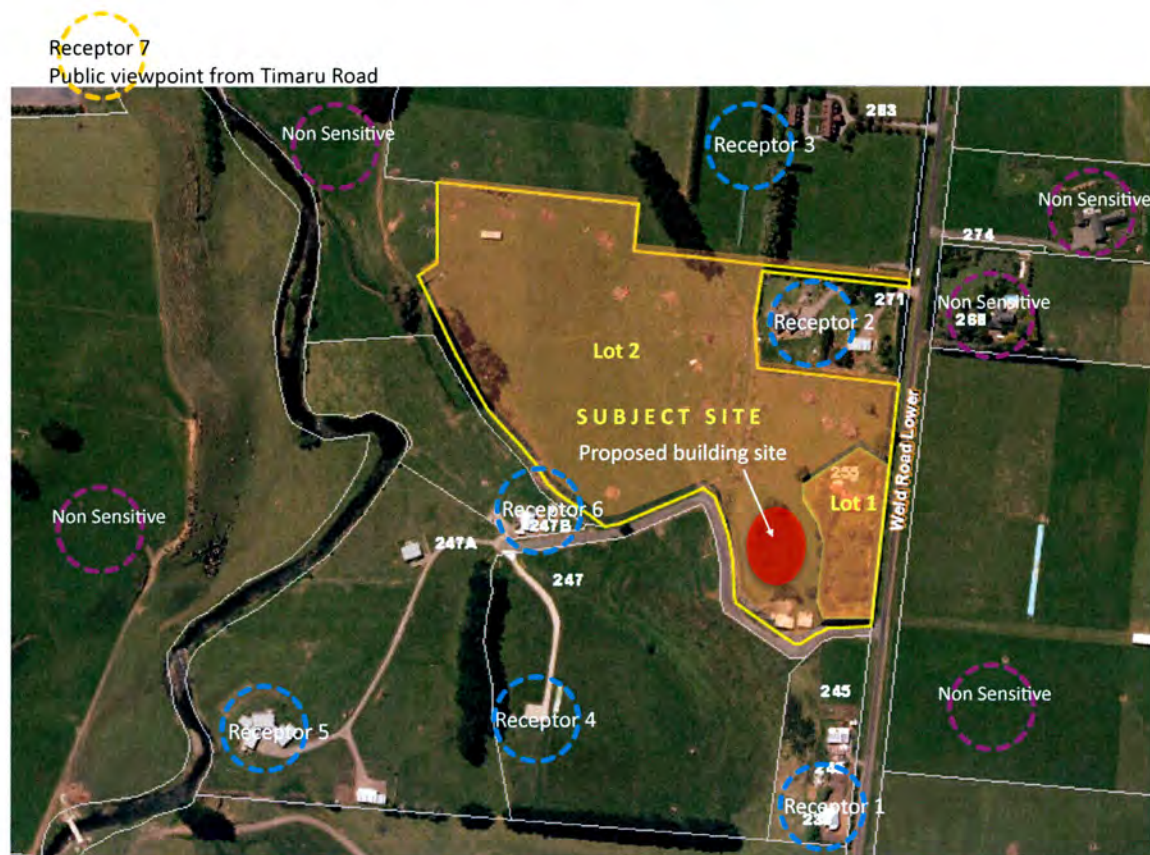 Receptor 7
Public viewpoint from Timaru Road
Non Sensitive
Receptor 3
283
Non Sensitive
274
271
Receptor 2
Non Sensitive
Lot 2
SUBJECT SITE
Proposed building site
Weld Road Lower
255
Lot 1
Receptor 6
247B
Non Sensitive
247A
247
245
Non Sensitive
Receptor 4
Receptor 5
Receptor 1